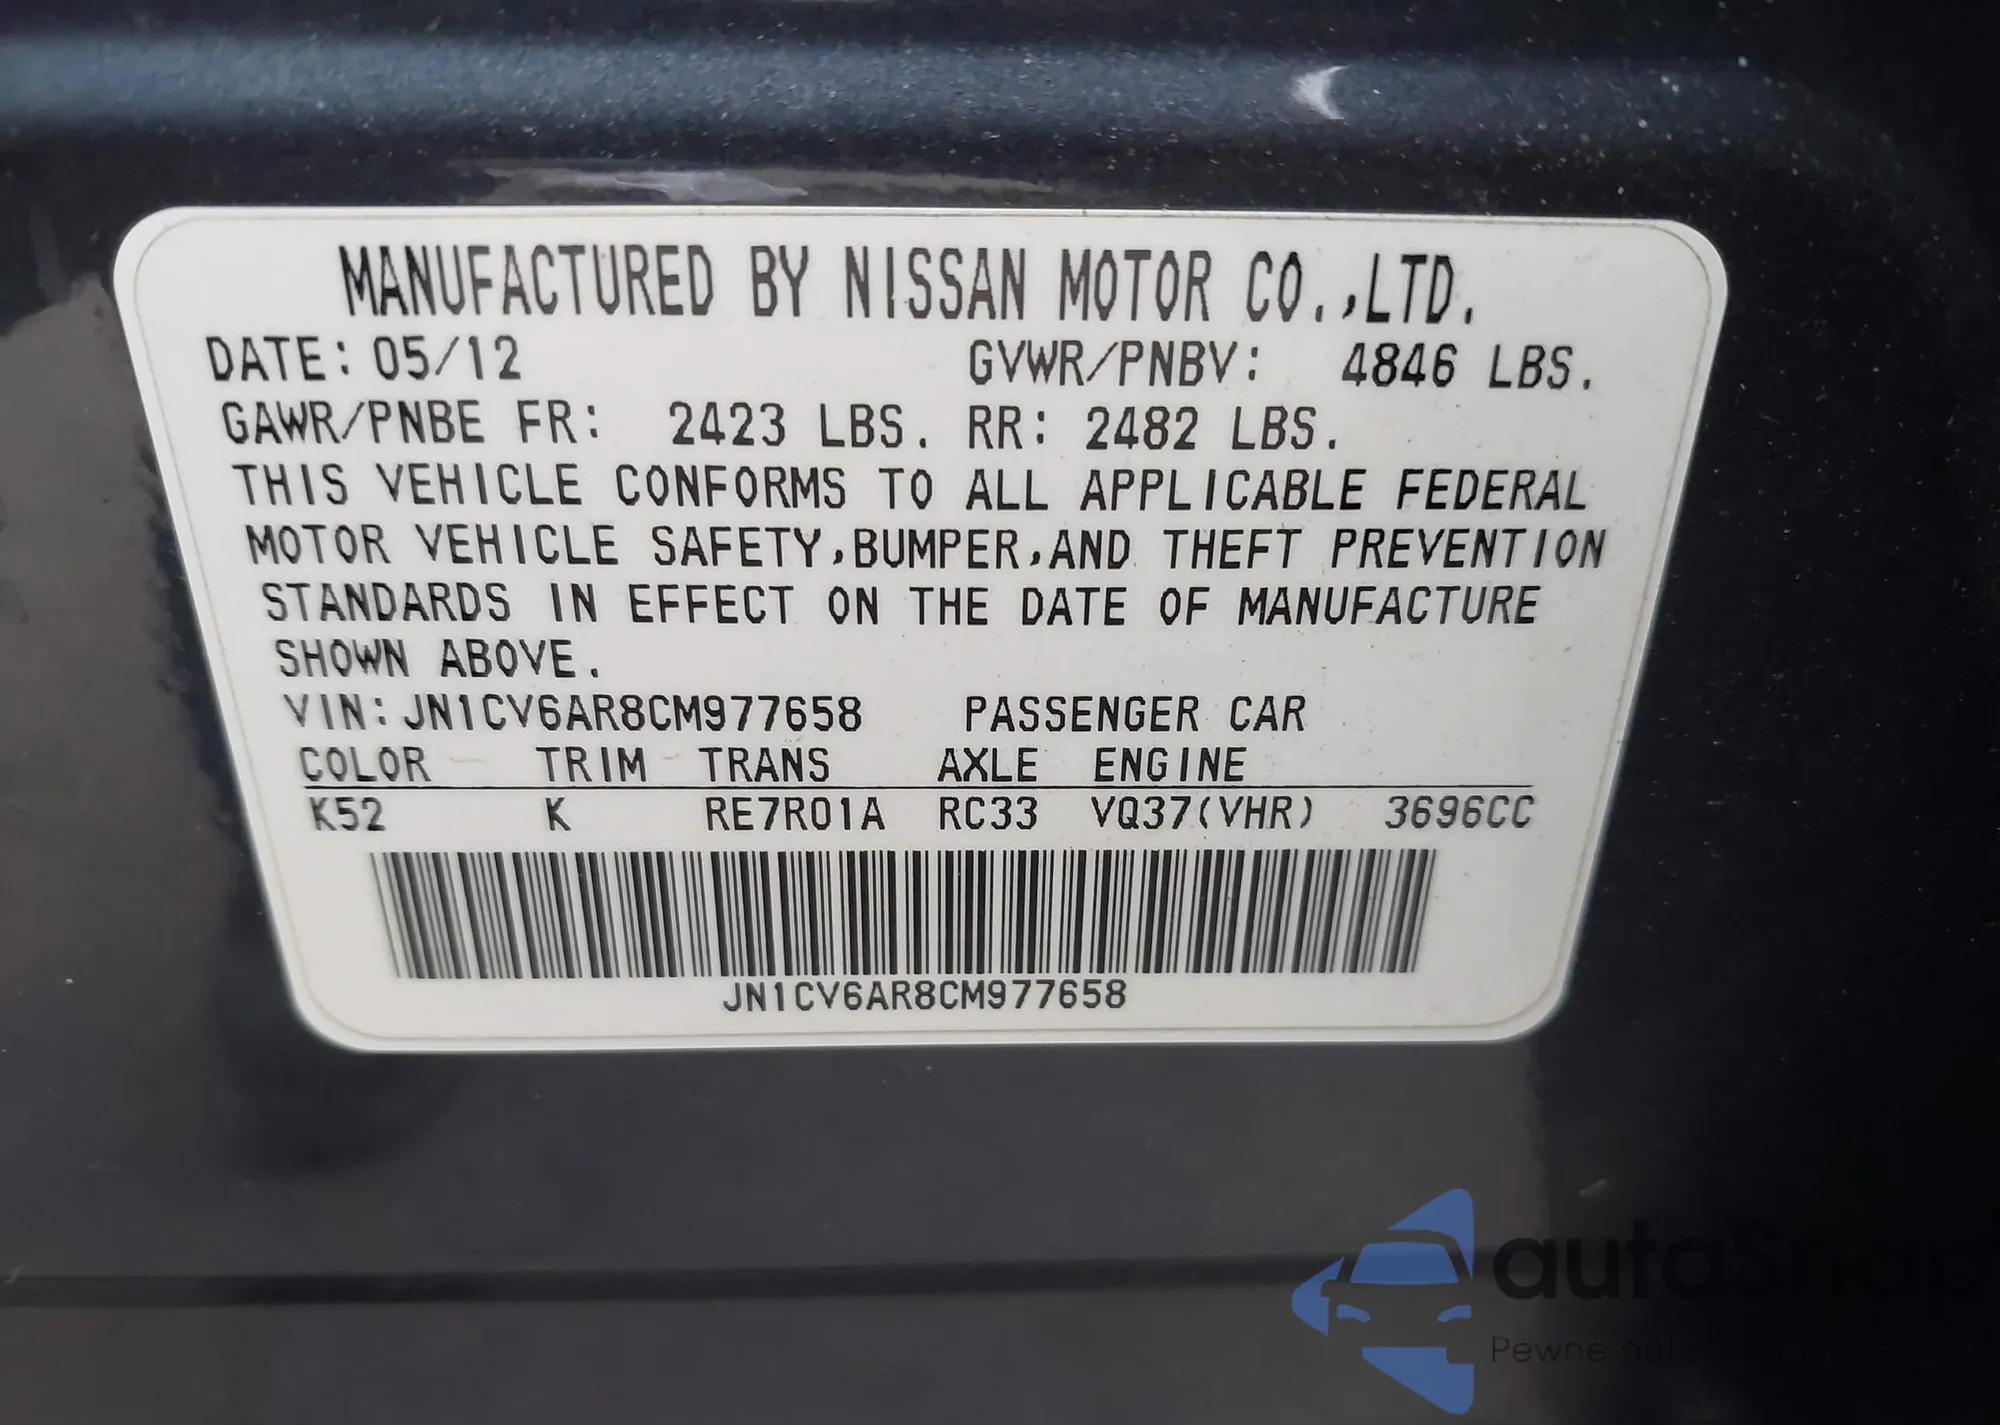 MANUFACTURED BY NISSAN MOTOR CO.,LTD.
DATE: 05/12 GVWR/PNBV: 4846 LBS.
GAWR/PNBE FR: 2423 LBS. RR: 2482 LBS.
THIS VEHICLE CONFORMS TO ALL APPLICABLE FEDERAL
MOTOR VEHICLE SAFETY,BUMPER,AND THEFT PREVENTION
STANDARDS IN EFFECT ON THE DATE OF MANUFACTURE
SHOWN ABOVE.
VIN:JN1CV6AR8CM977658 PASSENGER CAR
COLOR TRIM TRANS AXLE ENGINE
K52 K RE7R01A RC33 VQ37(VHR) 3696CC
JN1CV6AR8CM977658
autaSnap
Pewne auto